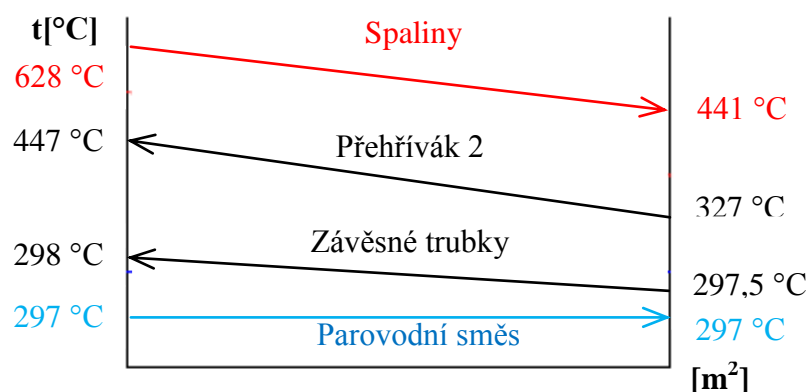 t[°C]
Spaliny
628 °C
441 °C
447 °C
Přehřívák 2
327 °C
Závěsné trubky
298 °C
297,5 °C
297 °C
Parovodní směs
297 °C
[m²]